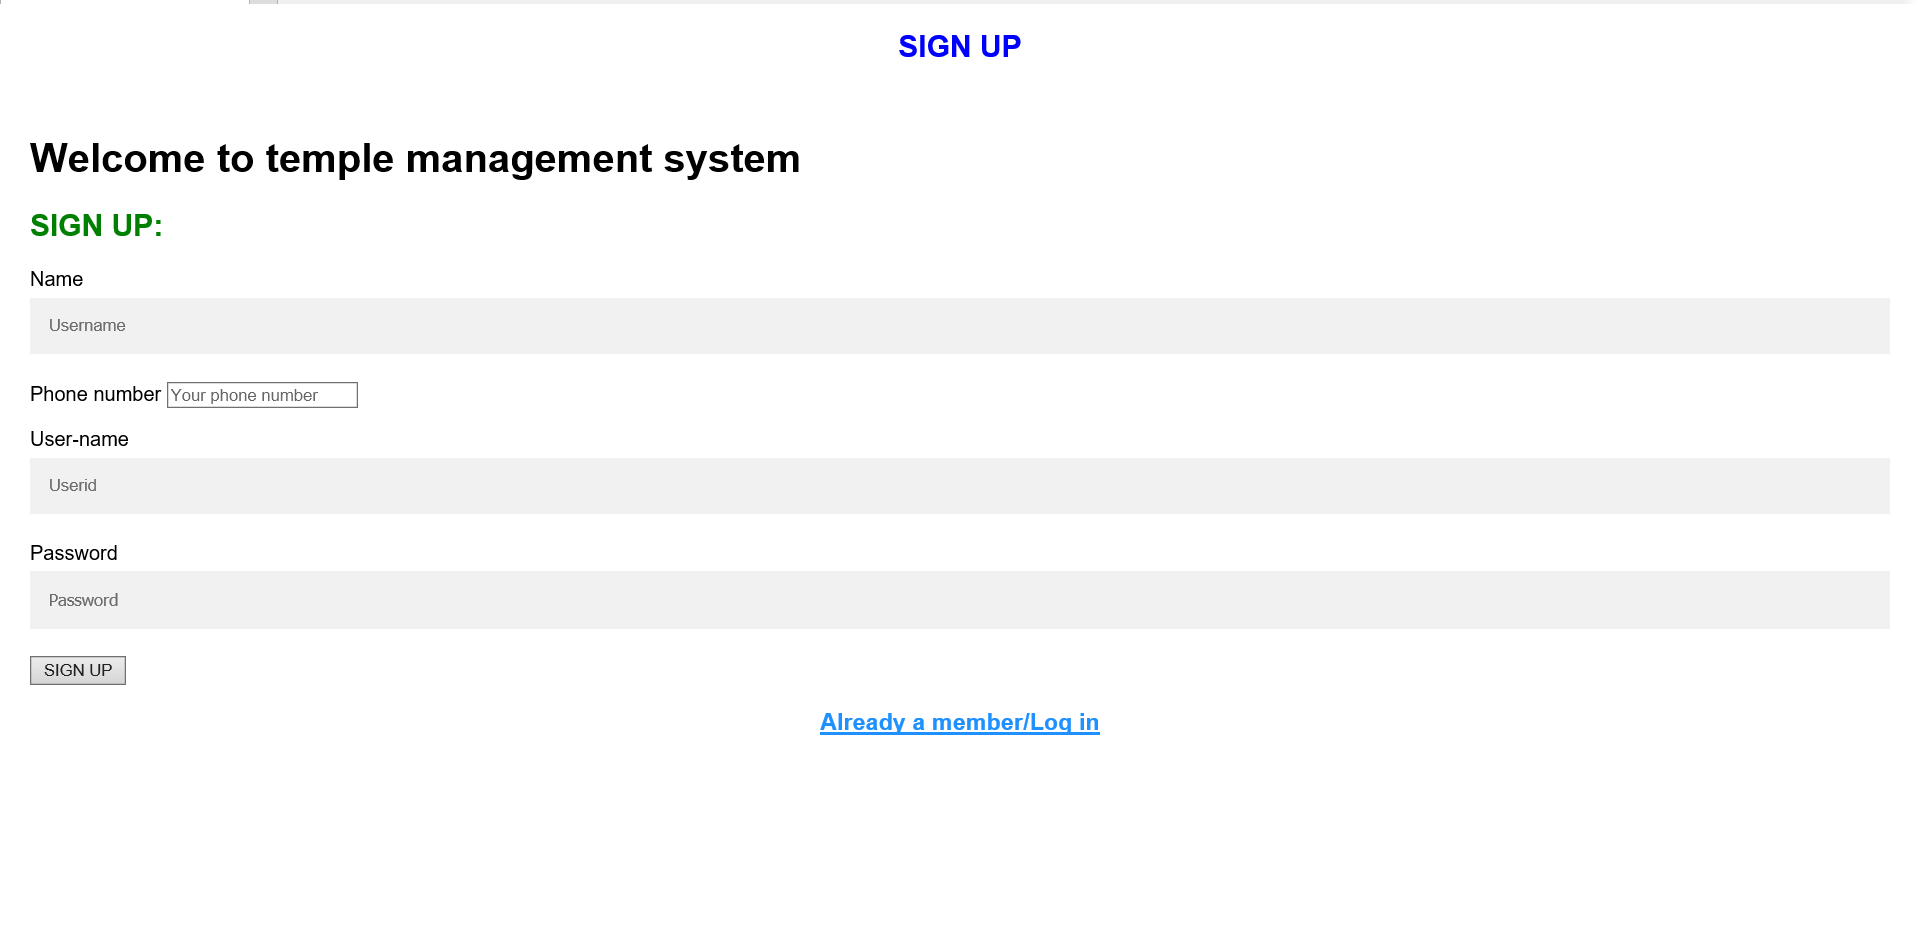 SIGN UP
Welcome to temple management system
SIGN UP:
Name
Username
Phone number Your phone number
User-name
Userid
Password
Password
SIGN UP
Already a member/Log in